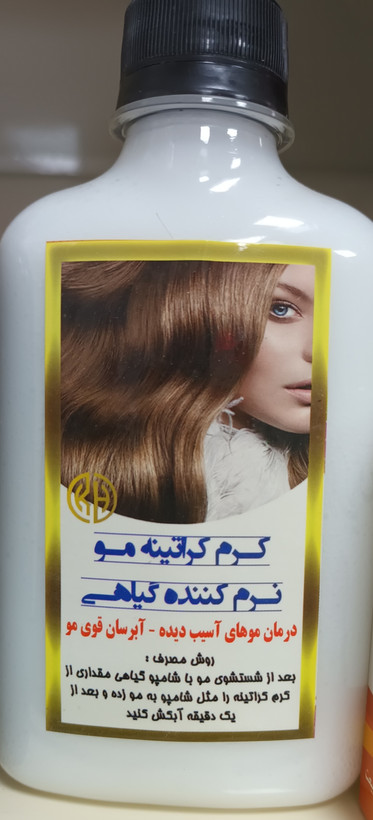 کرم کراتینه مو
نرم کننده گیاهی
درمان موهای آسیب دیده - آبرسان قوی مو
روش مصرف :
بعد از شستشوی مو با شامپو گیاهی مقداری از
کرم کراتینه را مثل شامپو به مو زده و بعد از
یک دقیقه آبکش کنید